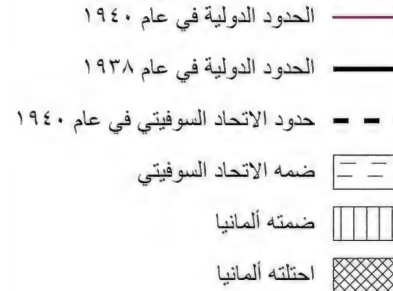 الحدود الدولية في عام ١٩٤٠
الحدود الدولية في عام ١٩٣٨
حدود الاتحاد السوفيتي في عام ١٩٤٠
ضمه الاتحاد السوفيتي
ضمته ألمانيا
احتلته ألمانيا